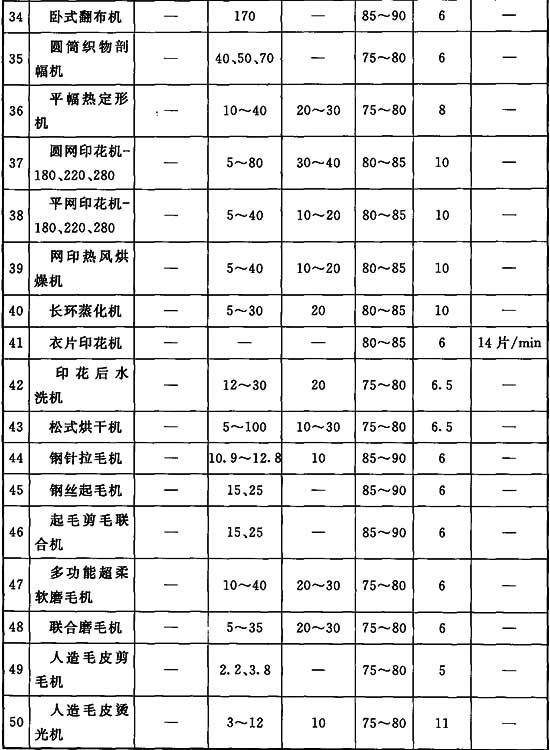 34 卧式翻布机 — 170 — 85～90 6 —
35 圆筒织物剖幅机 — 40、50、70 — 75～80 6 —
36 平幅热定形机 — 10～40 20～30 75～80 8 —
37 圆网印花机-180、220、280 — 5～80 30～40 80～85 10 —
38 平网印花机-180、220、280 — 5～40 10～20 80～85 10 —
39 网印热风烘燥机 — 5～40 10～20 80～85 10 —
40 长环蒸化机 — 5～30 20 80～85 10 —
41 衣片印花机 — — — 80～85 6 14片/min
42 印花后水洗机 — 12～30 20 75～80 6.5 —
43 松式烘干机 — 5～100 10～30 75～80 6.5 —
44 钢针拉毛机 — 10.9～12.8 10 85～90 6 —
45 钢丝起毛机 — 15、25 — 85～90 6 —
46 起毛剪毛联合机 — 15、25 — 85～90 6 —
47 多功能超柔软磨毛机 — 10～40 20～30 75～80 6 —
48 联合磨毛机 — 5～35 20～30 75～80 6 —
49 人造毛皮剪毛机 — 2.2、3.8 — 75～80 5 —
50 人造毛皮烫光机 — 3～12 10 75～80 11 —